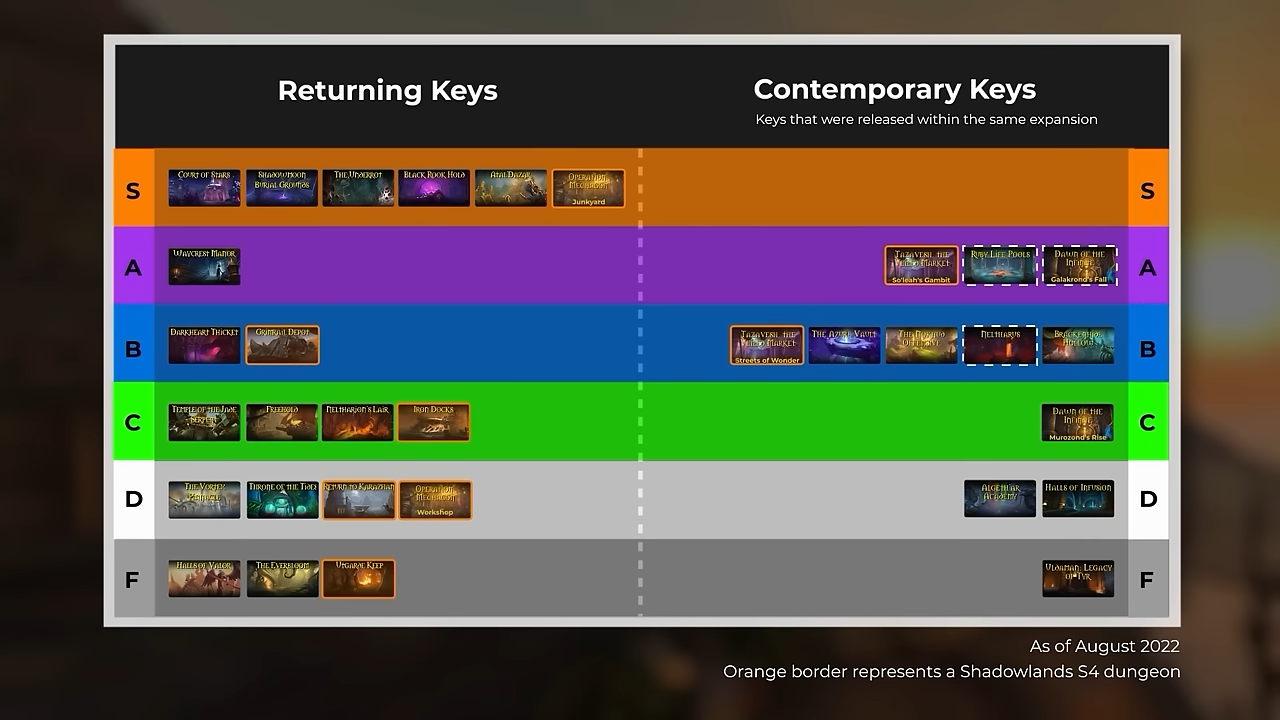 Returning Keys
Contemporary Keys
Keys that were released within the same expansion
S
Court of Stars
Shadowmoon
Burial Grounds
The Underrot
Black Rook Hold
Atal'Dazar
Operation
Mechagon
Junkyard
S
A
Waycrest Manor
Tazavesh the
Veiled Market
So'leah's Gambit
Ruby Life Pools
Dawn of the
Infinite
Galakrond's Fall
A
B
Darkheart Thicket
Grimrail Depot
Tazavesh the
Veiled Market
Streets of Wonder
The Azure Vault
The Nokhud
Offensive
Neltharus
Brackenhide
Hollow
B
C
Temple of the Jade
Serpent
Freehold
Neltharion's Lair
Iron Docks
Dawn of the
Infinite
Murozond's Rise
C
D
The Vortex
Pinnacle
Throne of the Tides
Return to Karazhan
Operation
Mechagon
Workshop
Algeth'ar
Academy
Halls of Infusion
D
F
Halls of Valor
The Everbloom
Utgarde Keep
Uldaman: Legacy
of Tyr
F
As of August 2022
Orange border represents a Shadowlands S4 dungeon